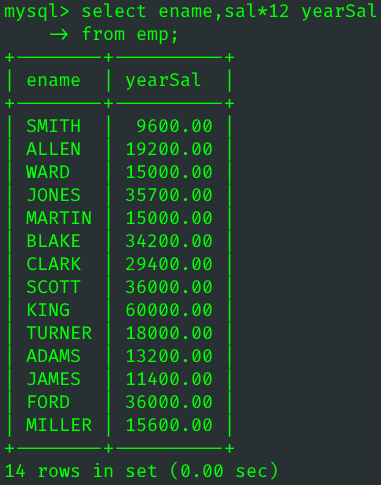 mysql> select ename,sal*12 yearSal
    -> from emp;
+--------+----------+
| ename  | yearSal  |
+--------+----------+
| SMITH  |  9600.00 |
| ALLEN  | 19200.00 |
| WARD   | 15000.00 |
| JONES  | 35700.00 |
| MARTIN | 15000.00 |
| BLAKE  | 34200.00 |
| CLARK  | 29400.00 |
| SCOTT  | 36000.00 |
| KING   | 60000.00 |
| TURNER | 18000.00 |
| ADAMS  | 13200.00 |
| JAMES  | 11400.00 |
| FORD   | 36000.00 |
| MILLER | 15600.00 |
+--------+----------+
14 rows in set (0.00 sec)